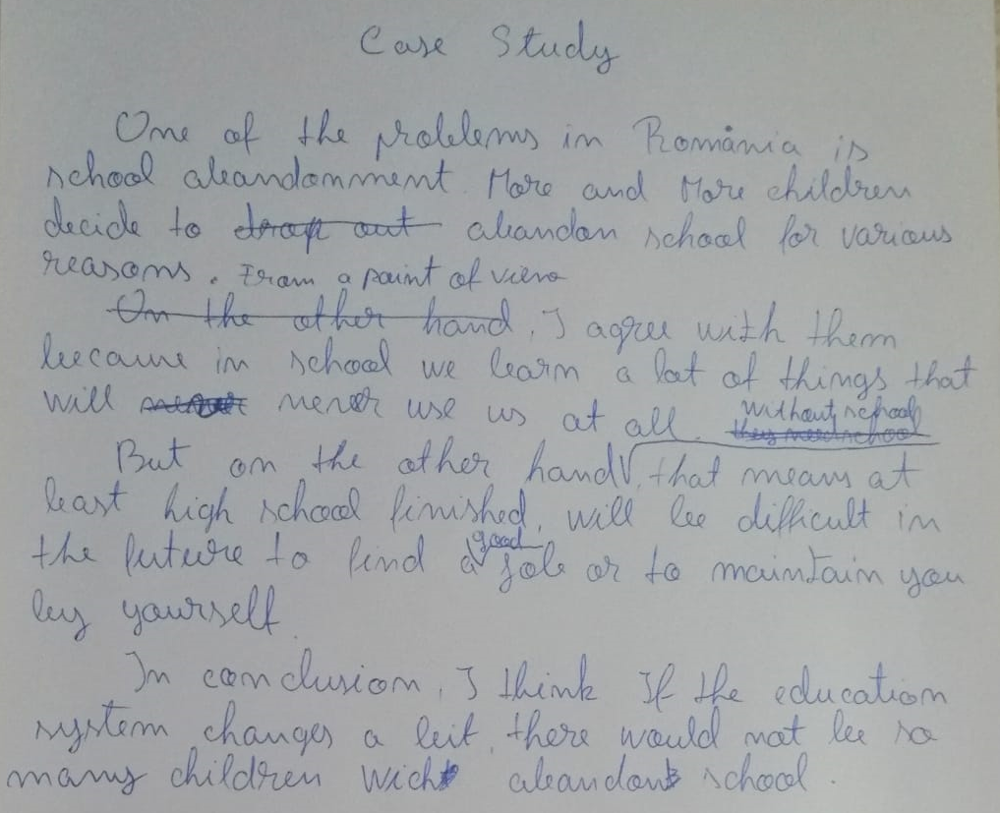 Case Study
One of the problems in România is
school abandonment. More and More children
decide to drop out abandon school for various
reasons. From a point of view
On the other hand, I agree with them
because in school we learn a lot of things that
will never never use us at all. without school
they need school
But on the other hand, that means at
least high school finished, will be difficult in
good
the future to find a job or to maintain you
by yourself.
In conclusion, I think If the education
system changes a bit, there would not be so
many children wich abandon school.